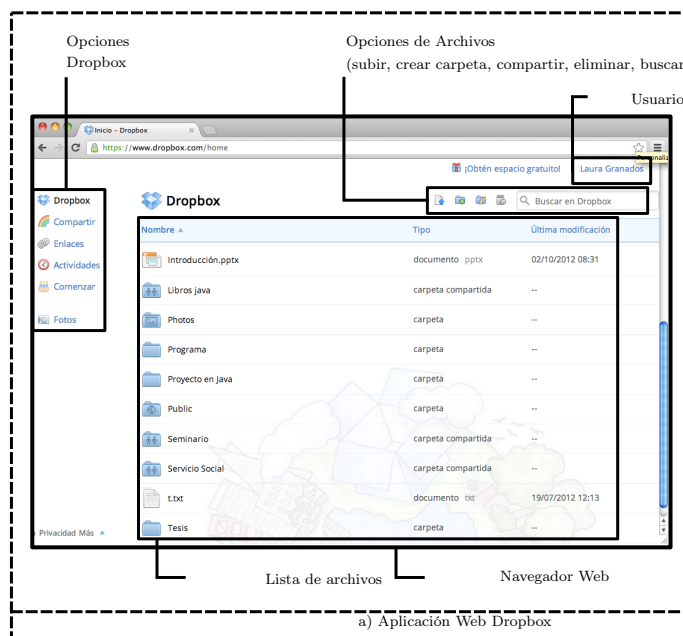 Opciones
Dropbox
Opciones de Archivos
(subir, crear carpeta, compartir, eliminar, buscar
Usuario
Inicio – Dropbox
https://www.dropbox.com/home
Personaliza
¡Obtén espacio gratuito!
Laura Granados
Dropbox
Compartir
Enlaces
Actividades
Comenzar
Fotos
Dropbox
Buscar en Dropbox
Nombre ▲ Tipo Última modificación
Introducción.pptx documento pptx 02/10/2012 08:31
Libros java carpeta compartida --
Photos carpeta --
Programa carpeta --
Proyecto en Java carpeta --
Public carpeta --
Seminario carpeta compartida --
Servicio Social carpeta compartida --
t.txt documento txt 19/07/2012 12:13
Tesis carpeta --
Privacidad Más ▲
Lista de archivos
Navegador Web
a) Aplicación Web Dropbox